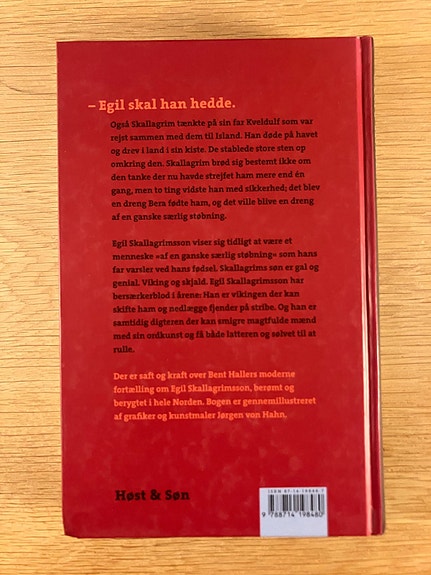 – Egil skal han hedde.
Også Skallagrim tænkte på sin far Kveldulf som var
rejst sammen med dem til Island. Han døde på havet
og drev i land i sin kiste. De stablede store sten op
omkring den. Skallagrim brød sig bestemt ikke om
den tanke der nu havde strejfet ham mere end én
gang, men to ting vidste han med sikkerhed; det blev
en dreng Bera fødte ham, og det ville blive en dreng
af en ganske særlig støbning.
Egil Skallagrimsson viser sig tidligt at være et
menneske »af en ganske særlig støbning« som hans
far varsler ved hans fødsel. Skallagrims søn er gal og
genial. Viking og skjald. Egil Skallagrimsson har
bersærkerblod i årene: Han er vikingen der kan
skifte ham og nedlægge fjender på stribe. Og han er
samtidig digteren der kan smigre magtfulde mænd
med sin ordkunst og få både latteren og sølvet til at
rulle.
Der er saft og kraft over Bent Hallers moderne
fortælling om Egil Skallagrimsson, berømt og
berygtet i hele Norden. Bogen er gennemillustreret
af grafiker og kunstmaler Jørgen von Hahn.
Høst & Søn
ISBN 87-14-19848-7
9 788714 198480